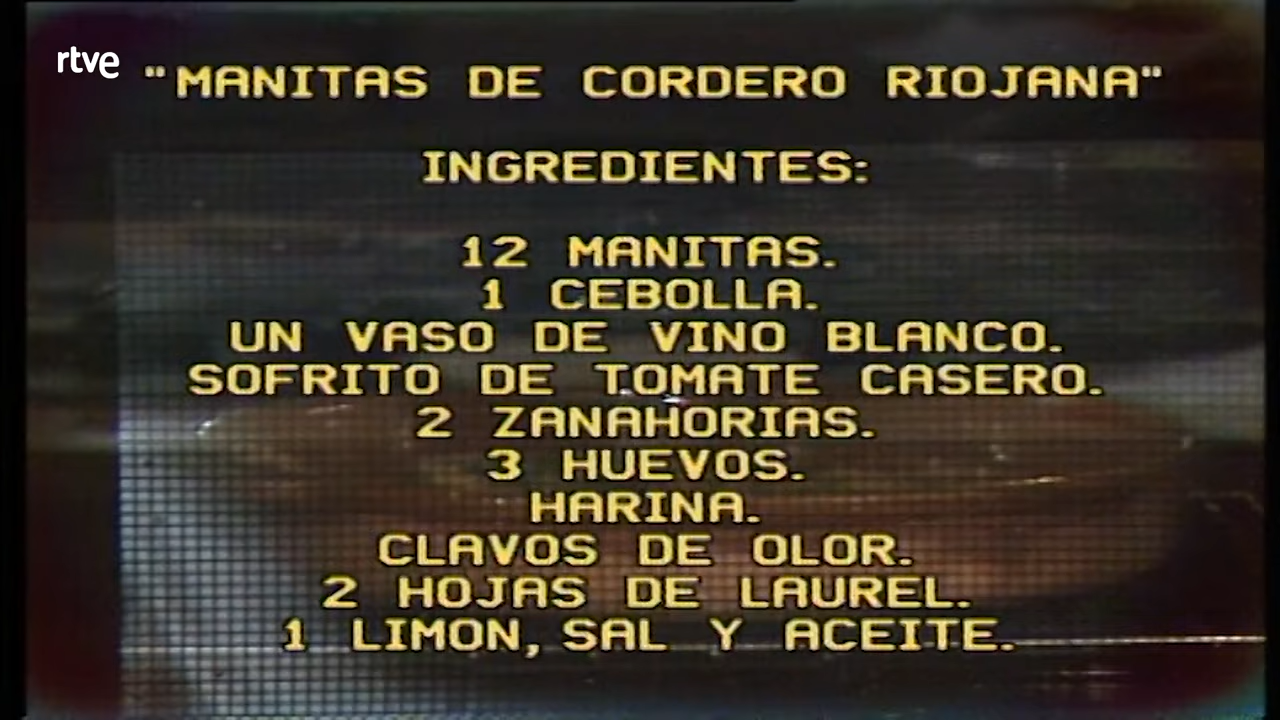 rtve
"MANITAS DE CORDERO RIOJANA"
INGREDIENTES:
12 MANITAS.
1 CEBOLLA.
UN VASO DE VINO BLANCO.
SOFRITO DE TOMATE CASERO.
2 ZANAHORIAS.
3 HUEVOS.
HARINA.
CLAVOS DE OLOR.
2 HOJAS DE LAUREL.
1 LIMON, SAL Y ACEITE.